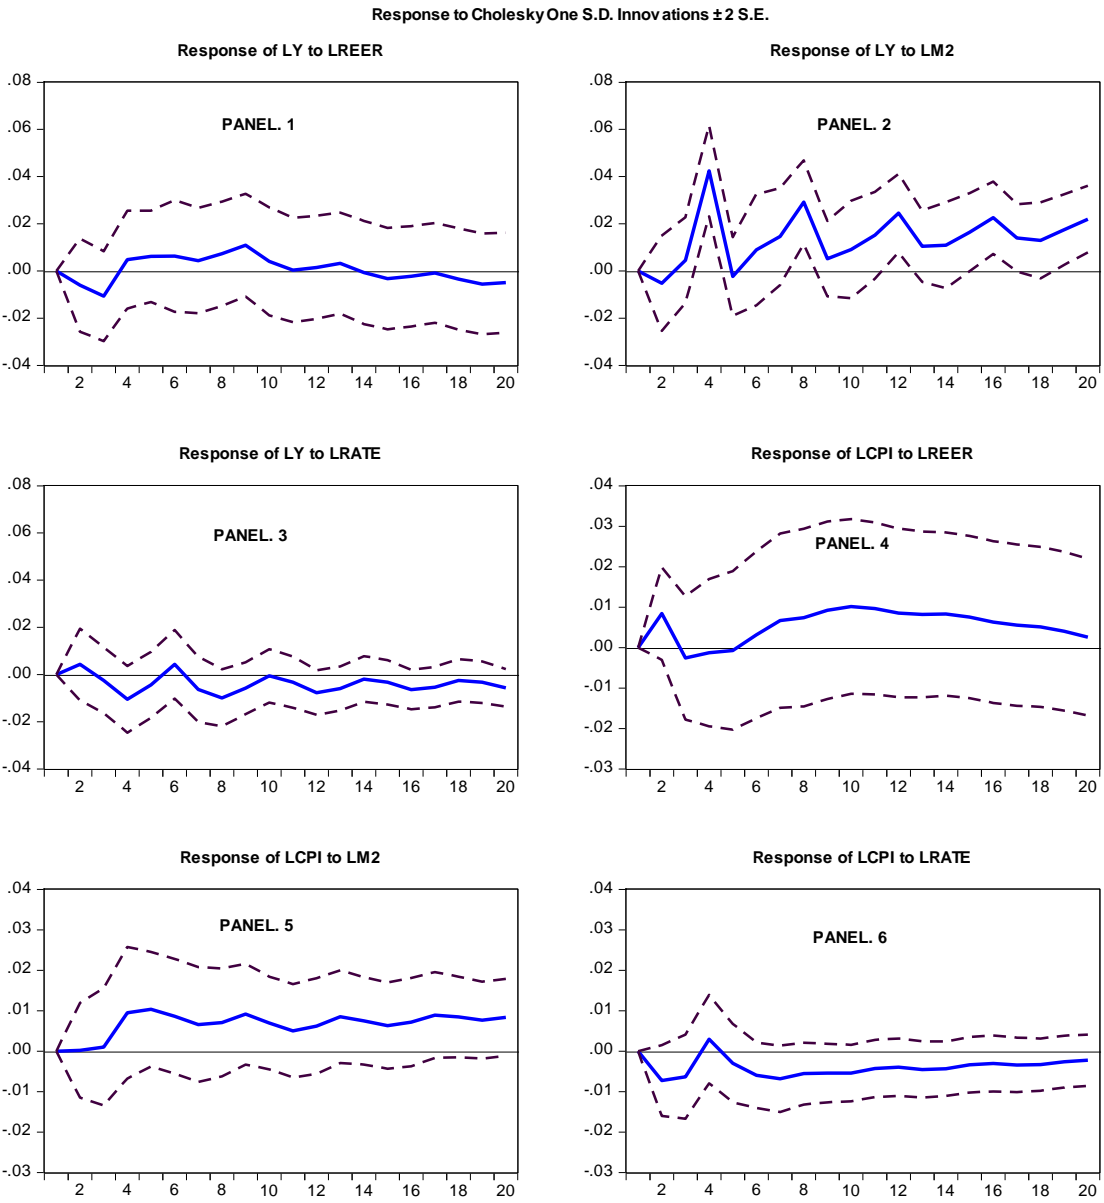 Response to Cholesky One S.D. Innovations ± 2 S.E.
Response of LY to LREER
.08
.06
.04
.02
.00
-.02
-.04
PANEL. 1
2 4 6 8 10 12 14 16 18 20
Response of LY to LM2
.08
.06
.04
.02
.00
-.02
-.04
PANEL. 2
2 4 6 8 10 12 14 16 18 20
Response of LY to LRATE
.08
.06
.04
.02
.00
-.02
-.04
PANEL. 3
2 4 6 8 10 12 14 16 18 20
Response of LCPI to LREER
.04
.03
.02
.01
.00
-.01
-.02
-.03
PANEL. 4
2 4 6 8 10 12 14 16 18 20
Response of LCPI to LM2
.04
.03
.02
.01
.00
-.01
-.02
-.03
PANEL. 5
2 4 6 8 10 12 14 16 18 20
Response of LCPI to LRATE
.04
.03
.02
.01
.00
-.01
-.02
-.03
PANEL. 6
2 4 6 8 10 12 14 16 18 20